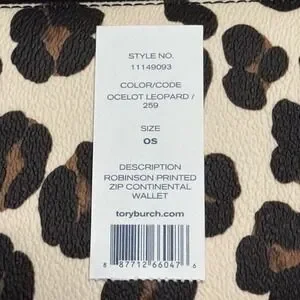 STYLE NO.
11149093
COLOR/CODE
OCELOT LEOPARD /
259
SIZE
OS
DESCRIPTION
ROBINSON PRINTED
ZIP CONTINENTAL
WALLET
toryburch.com
8 87712 66047 6